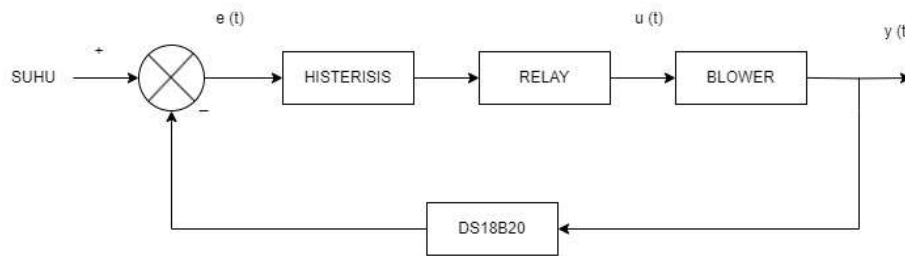 e (t)
u (t)
y (t
+
SUHU
HISTERISIS
RELAY
BLOWER
–
DS18B20